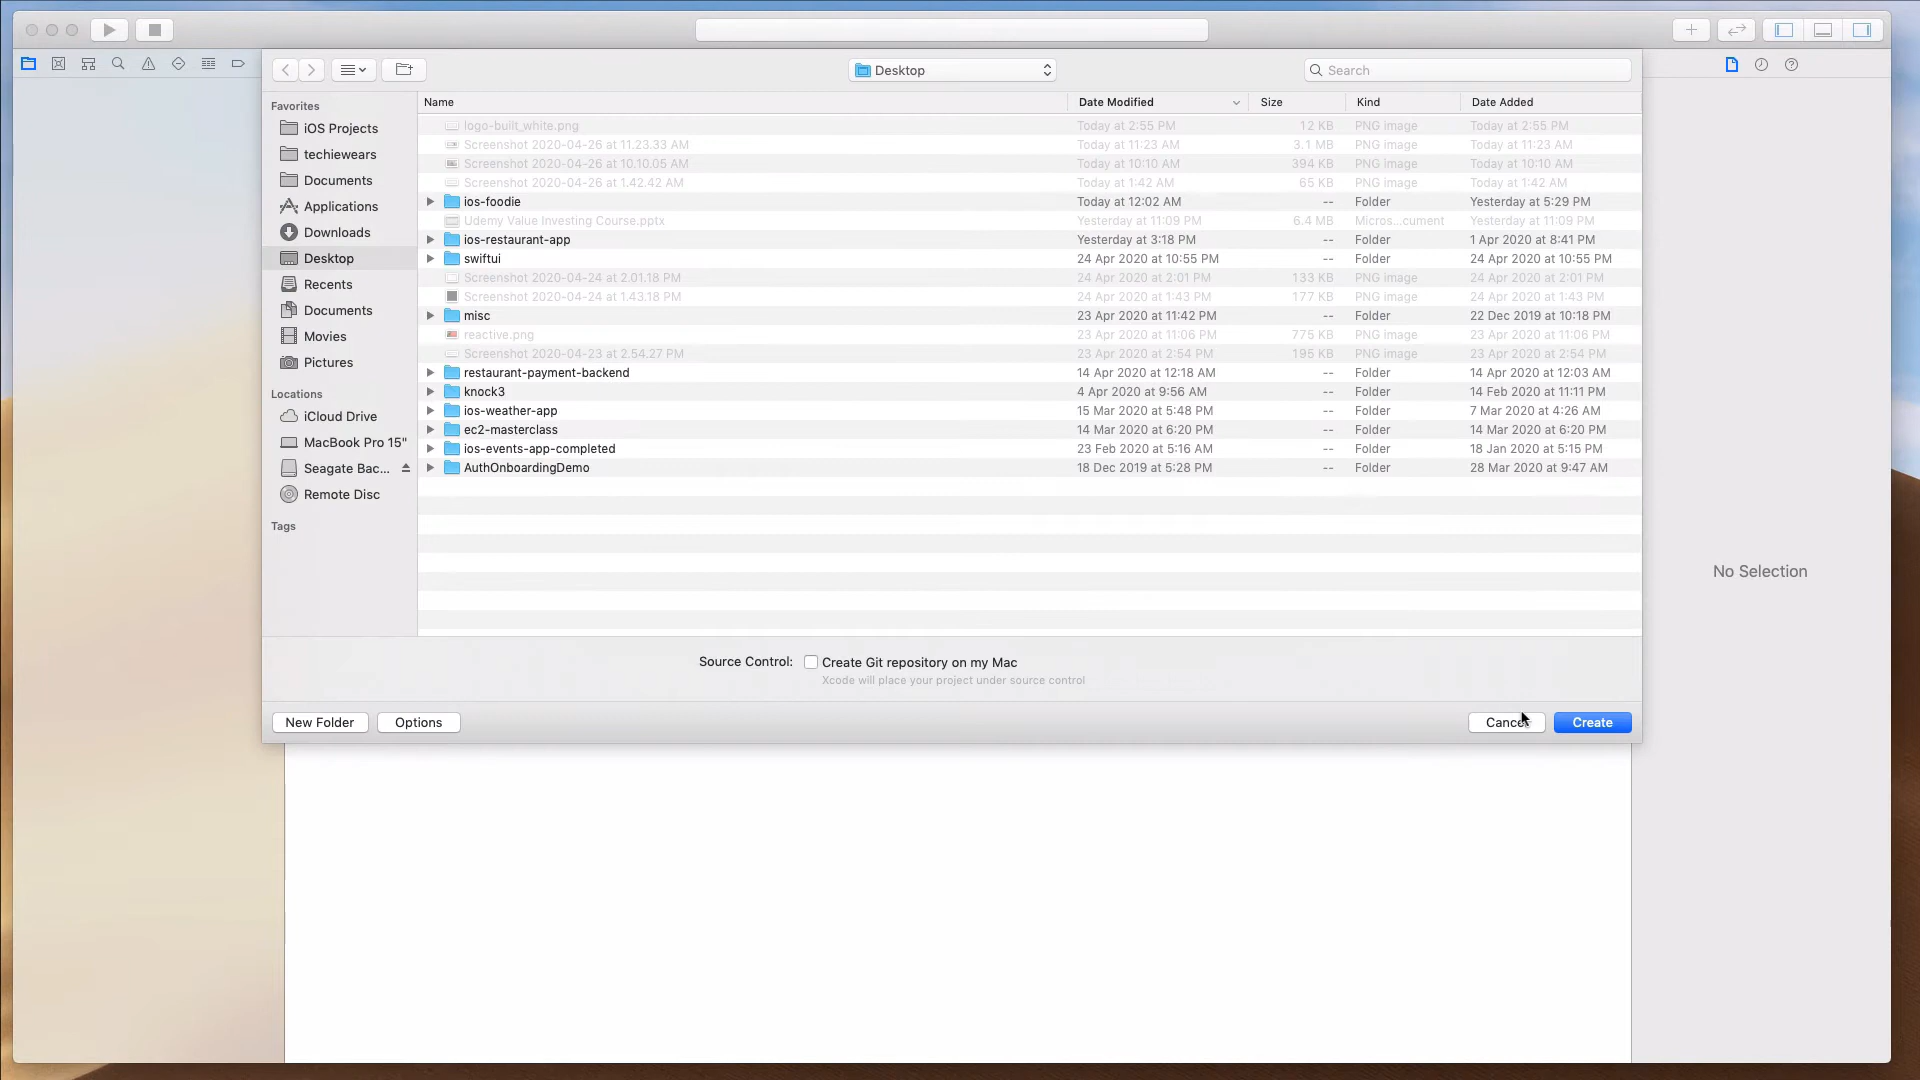 Desktop
Search
Favorites
iOS Projects
techiewears
Documents
Applications
Downloads
Desktop
Recents
Documents
Movies
Pictures
Locations
iCloud Drive
MacBook Pro 15"
Seagate Bac...
Remote Disc
Tags
Name Date Modified Size Kind Date Added
logo-built_white.png Today at 2:55 PM 12 KB PNG image Today at 2:55 PM
Screenshot 2020-04-26 at 11.23.33 AM Today at 11:23 AM 3.1 MB PNG image Today at 11:23 AM
Screenshot 2020-04-26 at 10.10.05 AM Today at 10:10 AM 394 KB PNG image Today at 10:10 AM
Screenshot 2020-04-26 at 1.42.42 AM Today at 1:42 AM 65 KB PNG image Today at 1:42 AM
ios-foodie Today at 12:02 AM -- Folder Yesterday at 5:29 PM
Udemy Value Investing Course.pptx Yesterday at 11:09 PM 6.4 MB Micros...cument Yesterday at 11:09 PM
ios-restaurant-app Yesterday at 3:18 PM -- Folder 1 Apr 2020 at 8:41 PM
swiftui 24 Apr 2020 at 10:55 PM -- Folder 24 Apr 2020 at 10:55 PM
Screenshot 2020-04-24 at 2.01.18 PM 24 Apr 2020 at 2:01 PM 133 KB PNG image 24 Apr 2020 at 2:01 PM
Screenshot 2020-04-24 at 1.43.18 PM 24 Apr 2020 at 1:43 PM 177 KB PNG image 24 Apr 2020 at 1:43 PM
misc 23 Apr 2020 at 11:42 PM -- Folder 22 Dec 2019 at 10:18 PM
reactive.png 23 Apr 2020 at 11:06 PM 775 KB PNG image 23 Apr 2020 at 11:06 PM
Screenshot 2020-04-23 at 2.54.27 PM 23 Apr 2020 at 2:54 PM 195 KB PNG image 23 Apr 2020 at 2:54 PM
restaurant-payment-backend 14 Apr 2020 at 12:18 AM -- Folder 14 Apr 2020 at 12:03 AM
knock3 4 Apr 2020 at 9:56 AM -- Folder 14 Feb 2020 at 11:11 PM
ios-weather-app 15 Mar 2020 at 5:48 PM -- Folder 7 Mar 2020 at 4:26 AM
ec2-masterclass 14 Mar 2020 at 6:20 PM -- Folder 14 Mar 2020 at 6:20 PM
ios-events-app-completed 23 Feb 2020 at 5:16 AM -- Folder 18 Jan 2020 at 5:15 PM
AuthOnboardingDemo 18 Dec 2019 at 5:28 PM -- Folder 28 Mar 2020 at 9:47 AM
No Selection
Source Control: Create Git repository on my Mac
Xcode will place your project under source control
New Folder Options Cancel Create